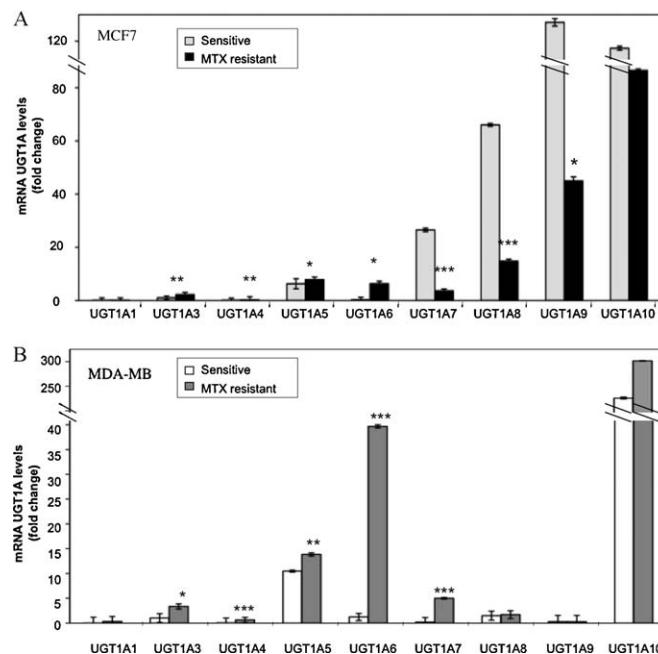 A
MCF7
Sensitive
MTX resistant
mRNA UGT1A levels
(fold change)
120
80
60
40
20
0
** ** * * *** *** *
UGT1A1 UGT1A3 UGT1A4 UGT1A5 UGT1A6 UGT1A7 UGT1A8 UGT1A9 UGT1A10
B
MDA-MB
Sensitive
MTX resistant
mRNA UGT1A levels
(fold change)
300
250
40
35
30
25
20
15
10
5
0
* *** ** *** ***
UGT1A1 UGT1A3 UGT1A4 UGT1A5 UGT1A6 UGT1A7 UGT1A8 UGT1A9 UGT1A10